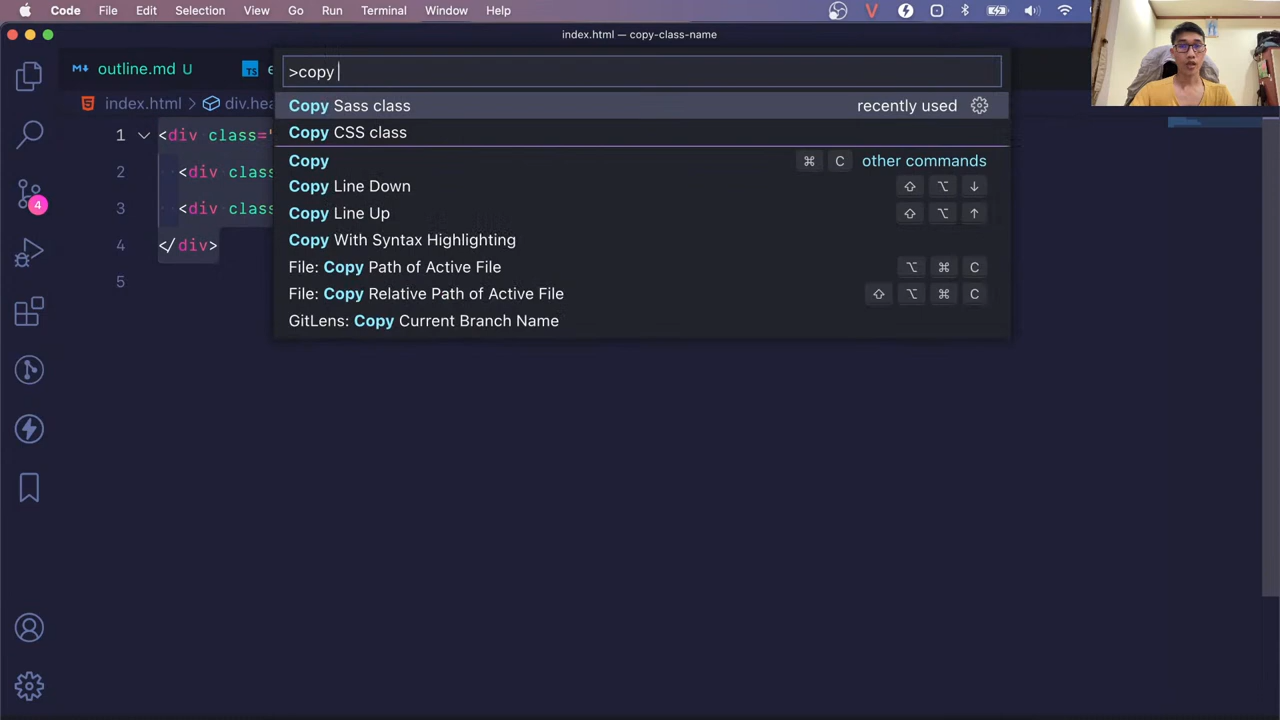 Code File Edit Selection View Go Run Terminal Window Help
index.html — copy-class-name
outline.md U
TS e
index.html > div.hea
>copy
Copy Sass class recently used
Copy CSS class
Copy ⌘ C other commands
Copy Line Down ⇧ ⌥ ↓
Copy Line Up ⇧ ⌥ ↑
Copy With Syntax Highlighting
File: Copy Path of Active File ⌥ ⌘ C
File: Copy Relative Path of Active File ⇧ ⌥ ⌘ C
GitLens: Copy Current Branch Name
1 <div class="
2 <div class
3 <div class
4 </div>
5
4